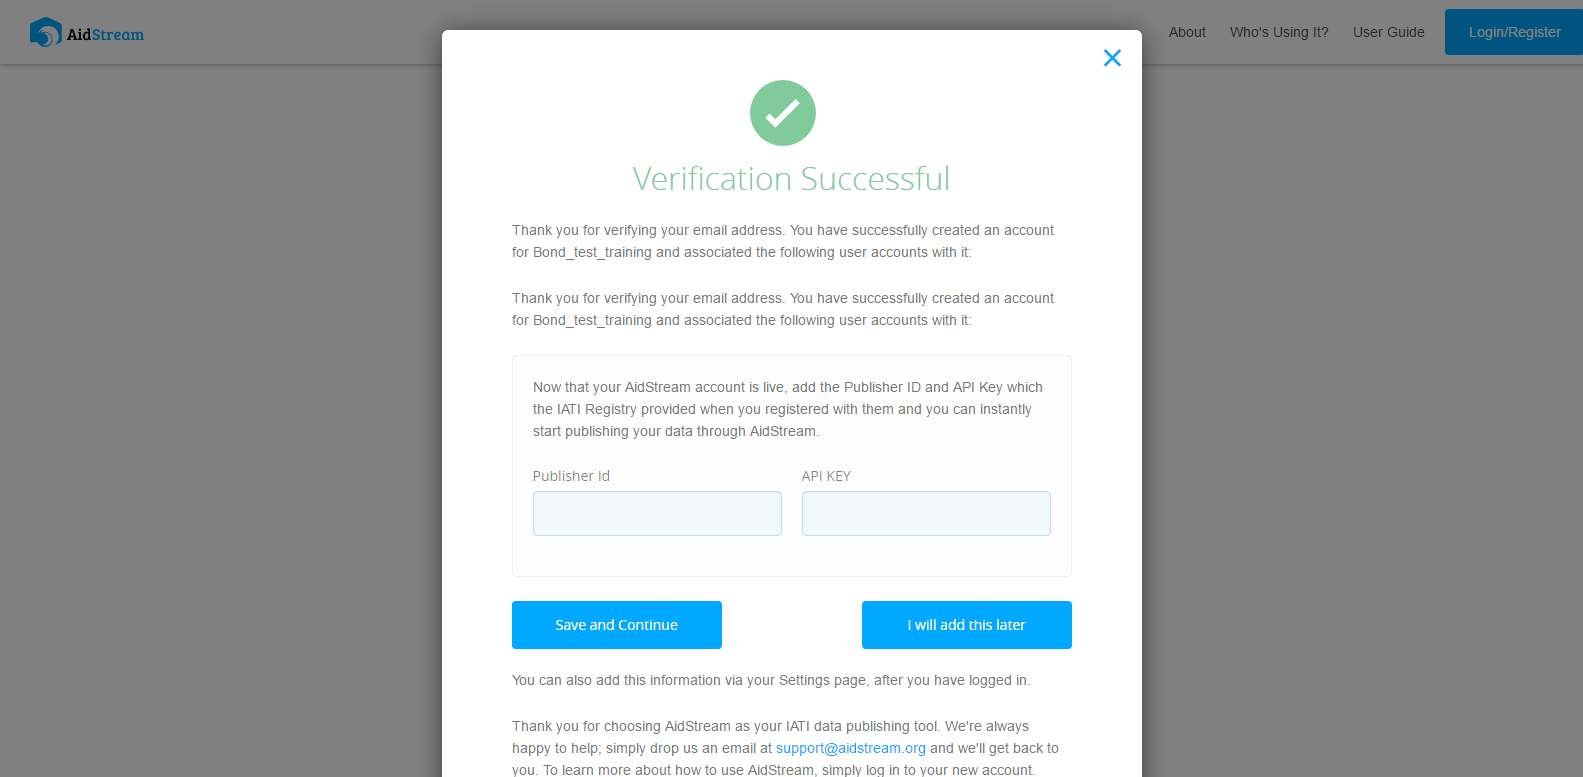 AidStream
About
Who's Using It?
User Guide
Login/Register
Verification Successful
Thank you for verifying your email address. You have successfully created an account
for Bond_test_training and associated the following user accounts with it:
Thank you for verifying your email address. You have successfully created an account
for Bond_test_training and associated the following user accounts with it:
Now that your AidStream account is live, add the Publisher ID and API Key which
the IATI Registry provided when you registered with them and you can instantly
start publishing your data through AidStream.
Publisher Id
API KEY
Save and Continue
I will add this later
You can also add this information via your Settings page, after you have logged in.
Thank you for choosing AidStream as your IATI data publishing tool. We're always
happy to help; simply drop us an email at support@aidstream.org and we'll get back to
you. To learn more about how to use AidStream, simply log in to your new account.